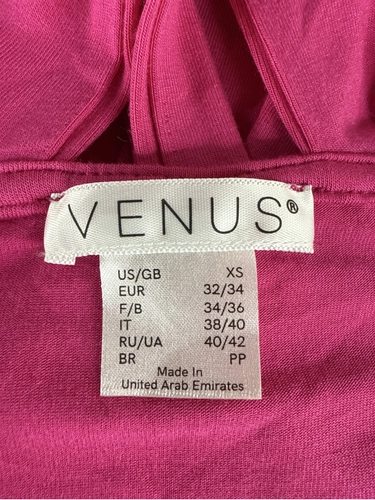 VENUS®
US/GB XS
EUR 32/34
F/B 34/36
IT 38/40
RU/UA 40/42
BR PP
Made In
United Arab Emirates